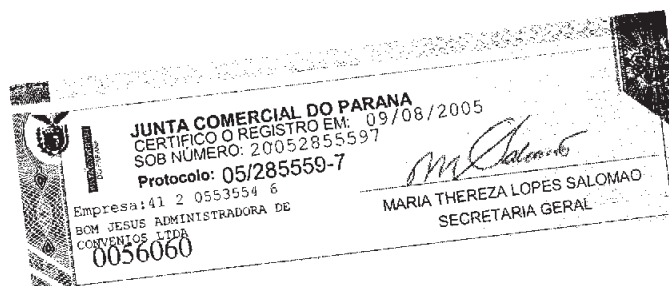 JUNTA COMERCIAL DO PARANA
CERTIFICO O REGISTRO EM: 09/08/2005
SOB NÚMERO: 20052855597
Protocolo: 05/285559-7
Empresa:41 2 0553554 6
BOM JESUS ADMINISTRADORA DE
CONVENIOS LTDA
0056060
MARIA THEREZA LOPES SALOMAO
SECRETARIA GERAL